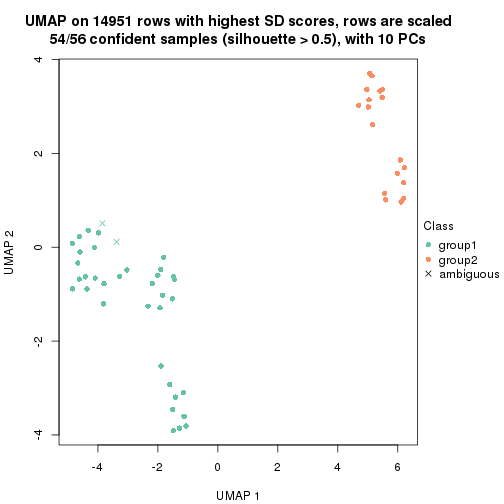 UMAP on 14951 rows with highest SD scores, rows are scaled
54/56 confident samples (silhouette > 0.5), with 10 PCs
4
2
0
-2
-4
UMAP 2
-4
-2
0
2
4
6
UMAP 1
Class
group1
group2
ambiguous